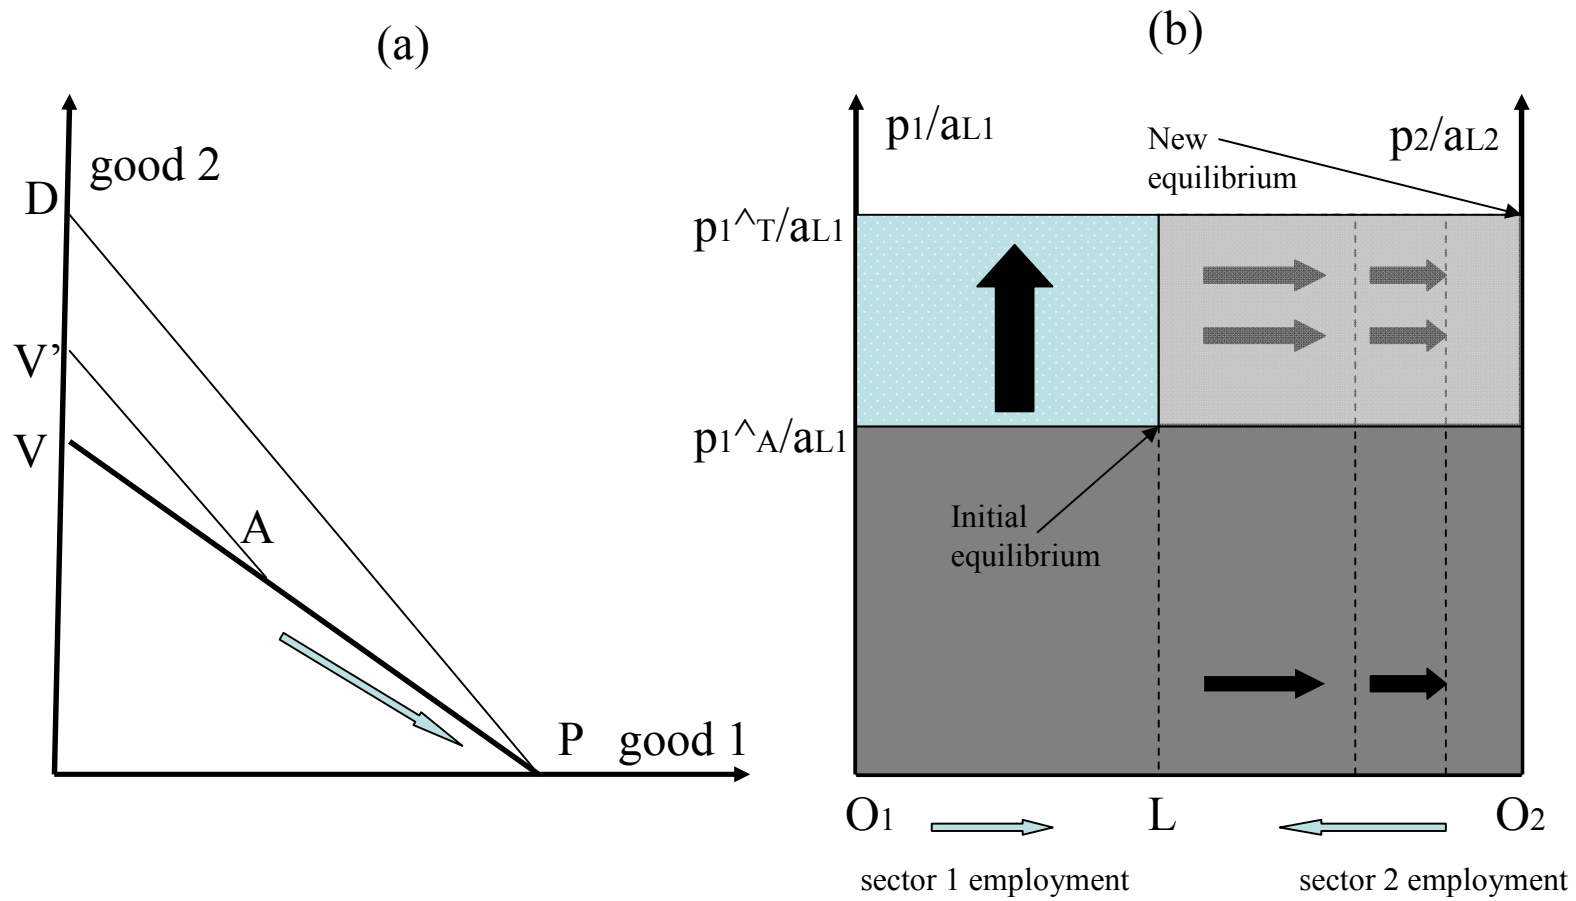 (a)
good 2
D
V’
V
A
P
good 1
(b)
p1/aL1
New
equilibrium
p2/aL2
p1^T/aL1
p1^A/aL1
Initial
equilibrium
O1
L
O2
sector 1 employment
sector 2 employment